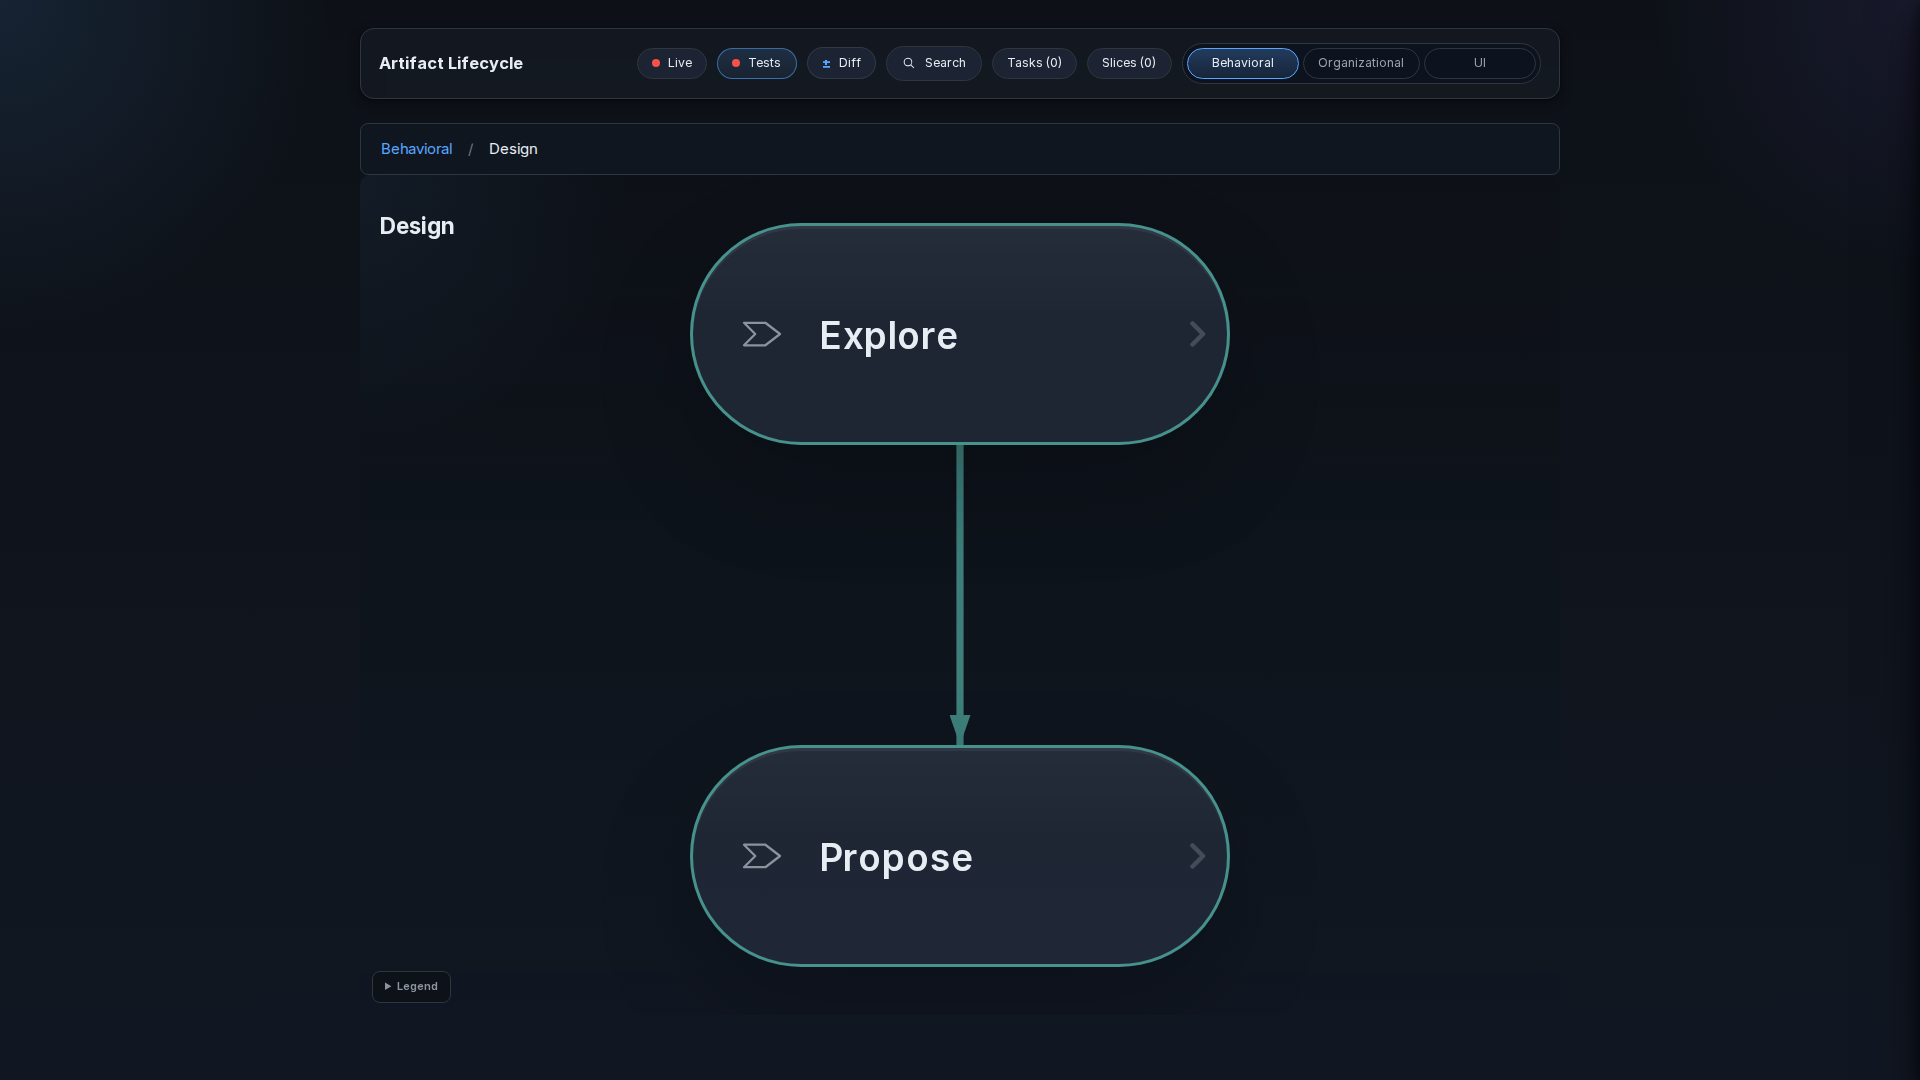 Artifact Lifecycle
Live
Tests
± Diff
Search
Tasks (0)
Slices (0)
Behavioral
Organizational
UI
Behavioral / Design
Design
Explore
Propose
Legend